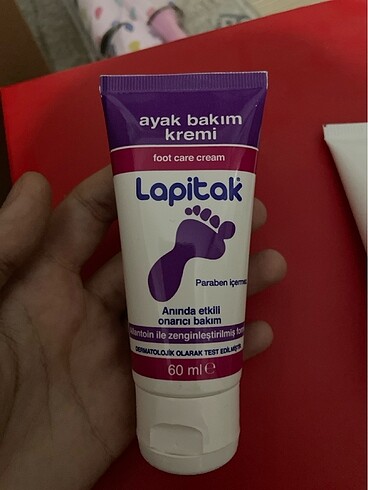 ayak bakım
kremi
foot care cream
Lapitak
Paraben içermez
Anında etkili
onarıcı bakım
ile zenginleştirilmiş
DERMATOLOJİK OLARAK TEST EDİLMİŞTİR
60 ml e